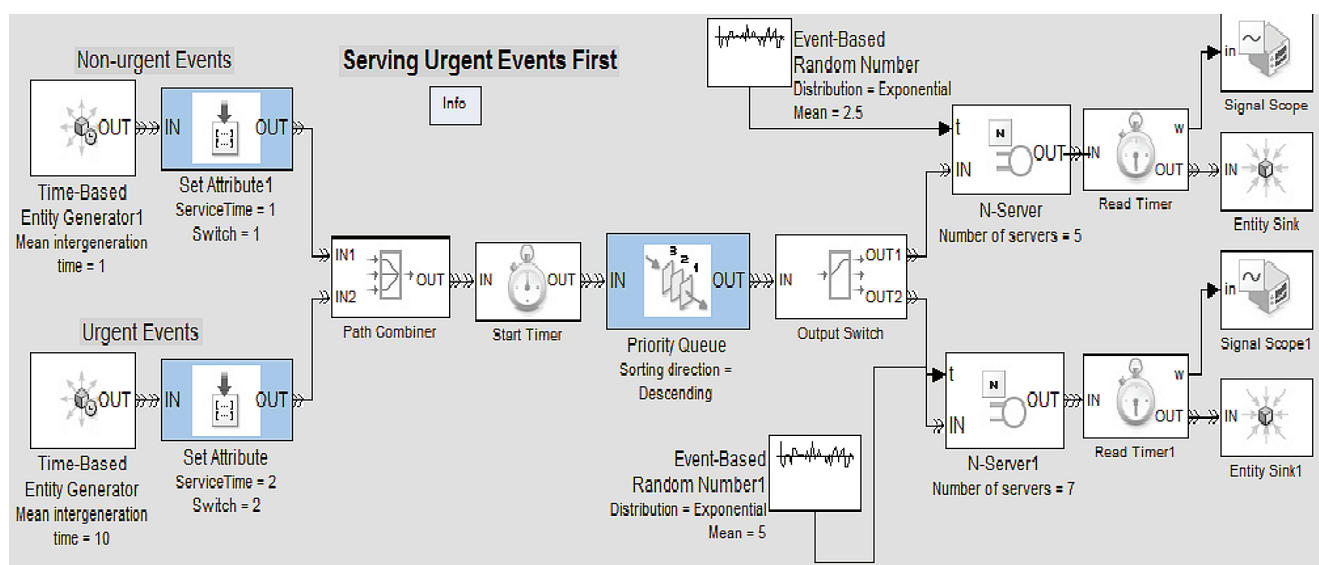 Non-urgent Events
OUT
Time-Based
Entity Generator1
Mean intergeneration
time = 1
IN
OUT
Set Attribute1
ServiceTime = 1
Switch = 1
Serving Urgent Events First
Info
Urgent Events
OUT
Time-Based
Entity Generator
Mean intergeneration
time = 10
IN
OUT
Set Attribute
ServiceTime = 2
Switch = 2
IN1
IN2
OUT
Path Combiner
IN
OUT
Start Timer
IN
3
2
1
OUT
Priority Queue
Sorting direction =
Descending
IN
OUT1
OUT2
Output Switch
Event-Based
Random Number
Distribution = Exponential
Mean = 2.5
t
IN
N
OUT
N-Server
Number of servers = 5
IN
w
OUT
Read Timer
in
Signal Scope
IN
Entity Sink
Event-Based
Random Number1
Distribution = Exponential
Mean = 5
t
IN
N
OUT
N-Server1
Number of servers = 7
IN
w
OUT
Read Timer1
in
Signal Scope1
IN
Entity Sink1